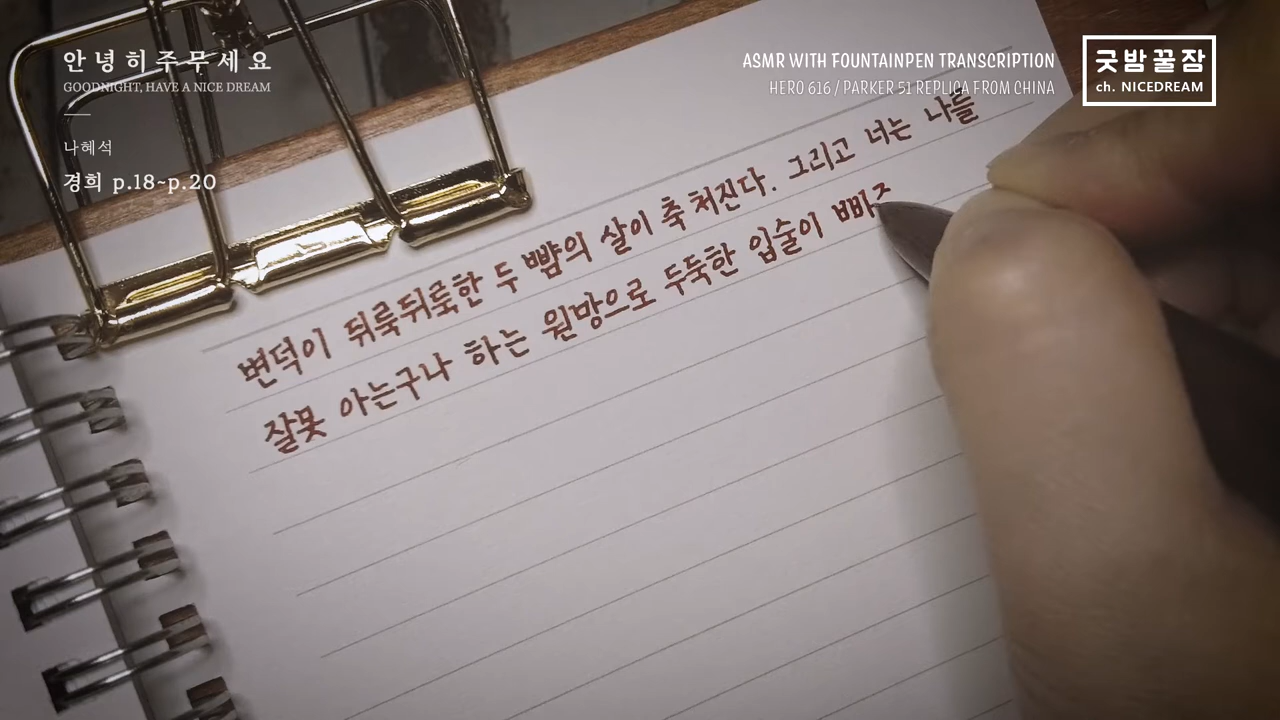 안녕히주무세요
GOODNIGHT, HAVE A NICE DREAM
나혜석
경희 p.18~p.20
ASMR WITH FOUNTAINPEN TRANSCRIPTION
HERO 616 / PARKER 51 REPLICA FROM CHINA
굿밤꿀잠
ch. NICEDREAM
변덕이 뒤룩뒤룩한 두 뺨의 살이 축 처진다. 그리고 너는 나들
잘못 아는구나 하는 원망으로 두둑한 입술이